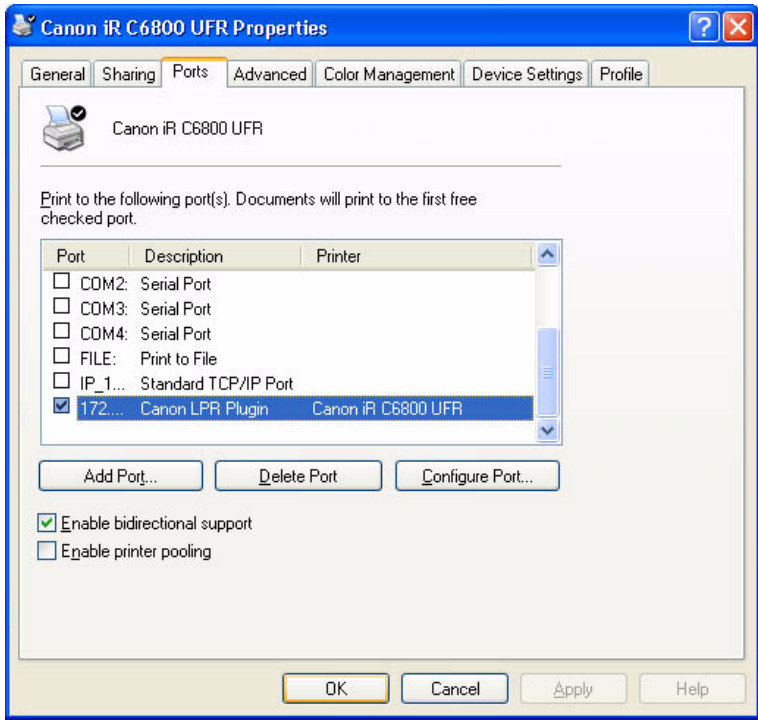 Canon iR C6800 UFR Properties
General Sharing Ports Advanced Color Management Device Settings Profile
Canon iR C6800 UFR
Print to the following port(s). Documents will print to the first free
checked port.
Port Description Printer
COM2: Serial Port
COM3: Serial Port
COM4: Serial Port
FILE: Print to File
IP_1... Standard TCP/IP Port
172.... Canon LPR Plugin Canon iR C6800 UFR
Add Port... Delete Port Configure Port...
Enable bidirectional support
Enable printer pooling
OK Cancel Apply Help